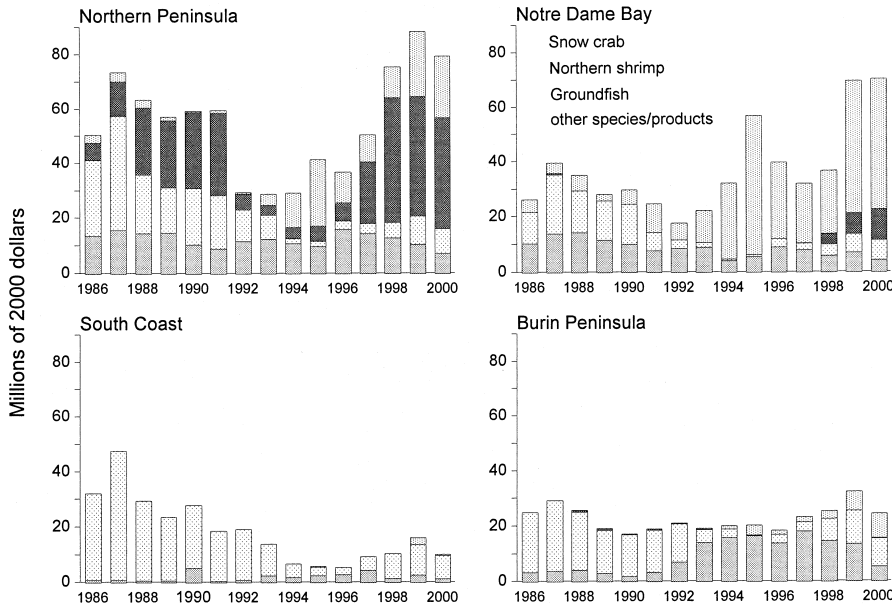 Northern Peninsula
80
60
40
20
0
1986 1988 1990 1992 1994 1996 1998 2000
Notre Dame Bay
Snow crab
Northern shrimp
Groundfish
other species/products
80
60
40
20
0
1986 1988 1990 1992 1994 1996 1998 2000
Millions of 2000 dollars
South Coast
80
60
40
20
0
1986 1988 1990 1992 1994 1996 1998 2000
Burin Peninsula
80
60
40
20
0
1986 1988 1990 1992 1994 1996 1998 2000